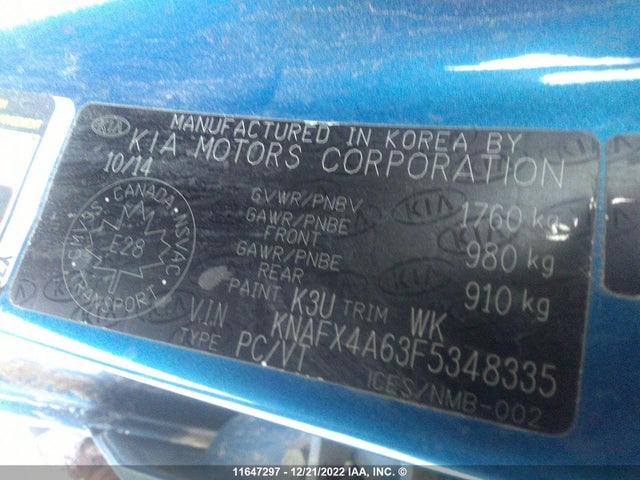 KIA
MANUFACTURED IN KOREA BY
KIA MOTORS CORPORATION
10/14
CANADA
SÉCM/MVSS NSVAC
E28
TRANSPORT
GVWR/PNBV 1760 kg
GAWR/PNBE
FRONT 980 kg
GAWR/PNBE
REAR 910 kg
PAINT K3U TRIM WK
V.I.N KNAFX4A63F5348335
TYPE PC/VT
ICES/NMB-002
11647297 - 12/21/2022 IAA, INC. ©